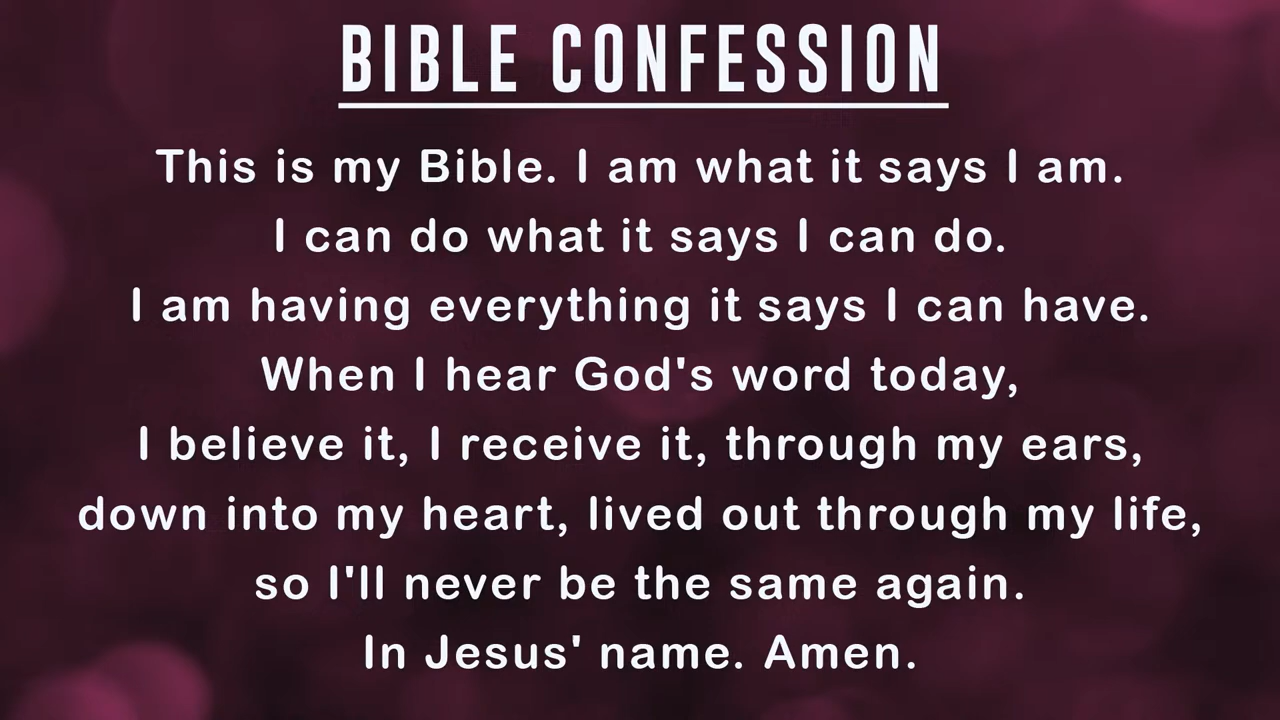 BIBLE CONFESSION
This is my Bible. I am what it says I am.
I can do what it says I can do.
I am having everything it says I can have.
When I hear God's word today,
I believe it, I receive it, through my ears,
down into my heart, lived out through my life,
so I'll never be the same again.
In Jesus' name. Amen.